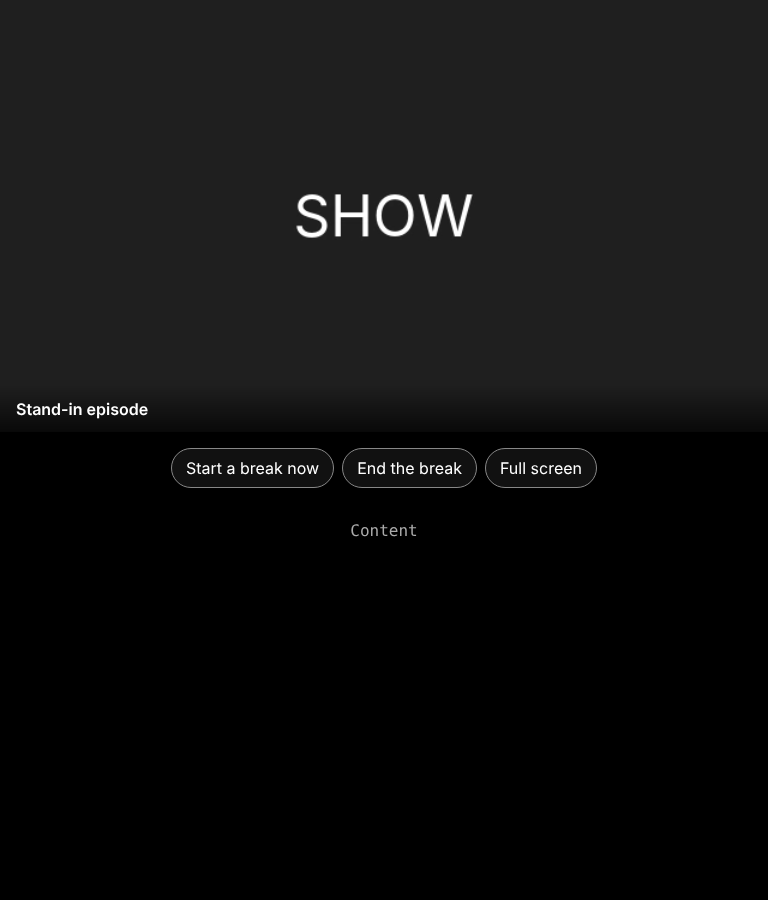 SHOW
Stand-in episode
Start a break now
End the break
Full screen
Content